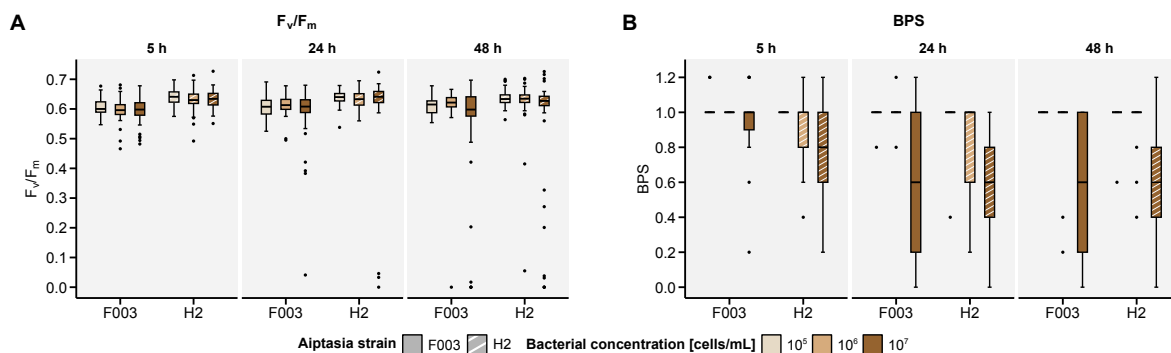 A
Fv/Fm
5 h
24 h
48 h
0.7
0.6
0.5
0.4
0.3
0.2
0.1
0.0
Fv/Fm
F003 H2 F003 H2 F003 H2
B
BPS
5 h
24 h
48 h
1.2
1.0
0.8
0.6
0.4
0.2
0.0
BPS
F003 H2 F003 H2 F003 H2
Aiptasia strain F003 H2 Bacterial concentration [cells/mL] 10⁵ 10⁶ 10⁷